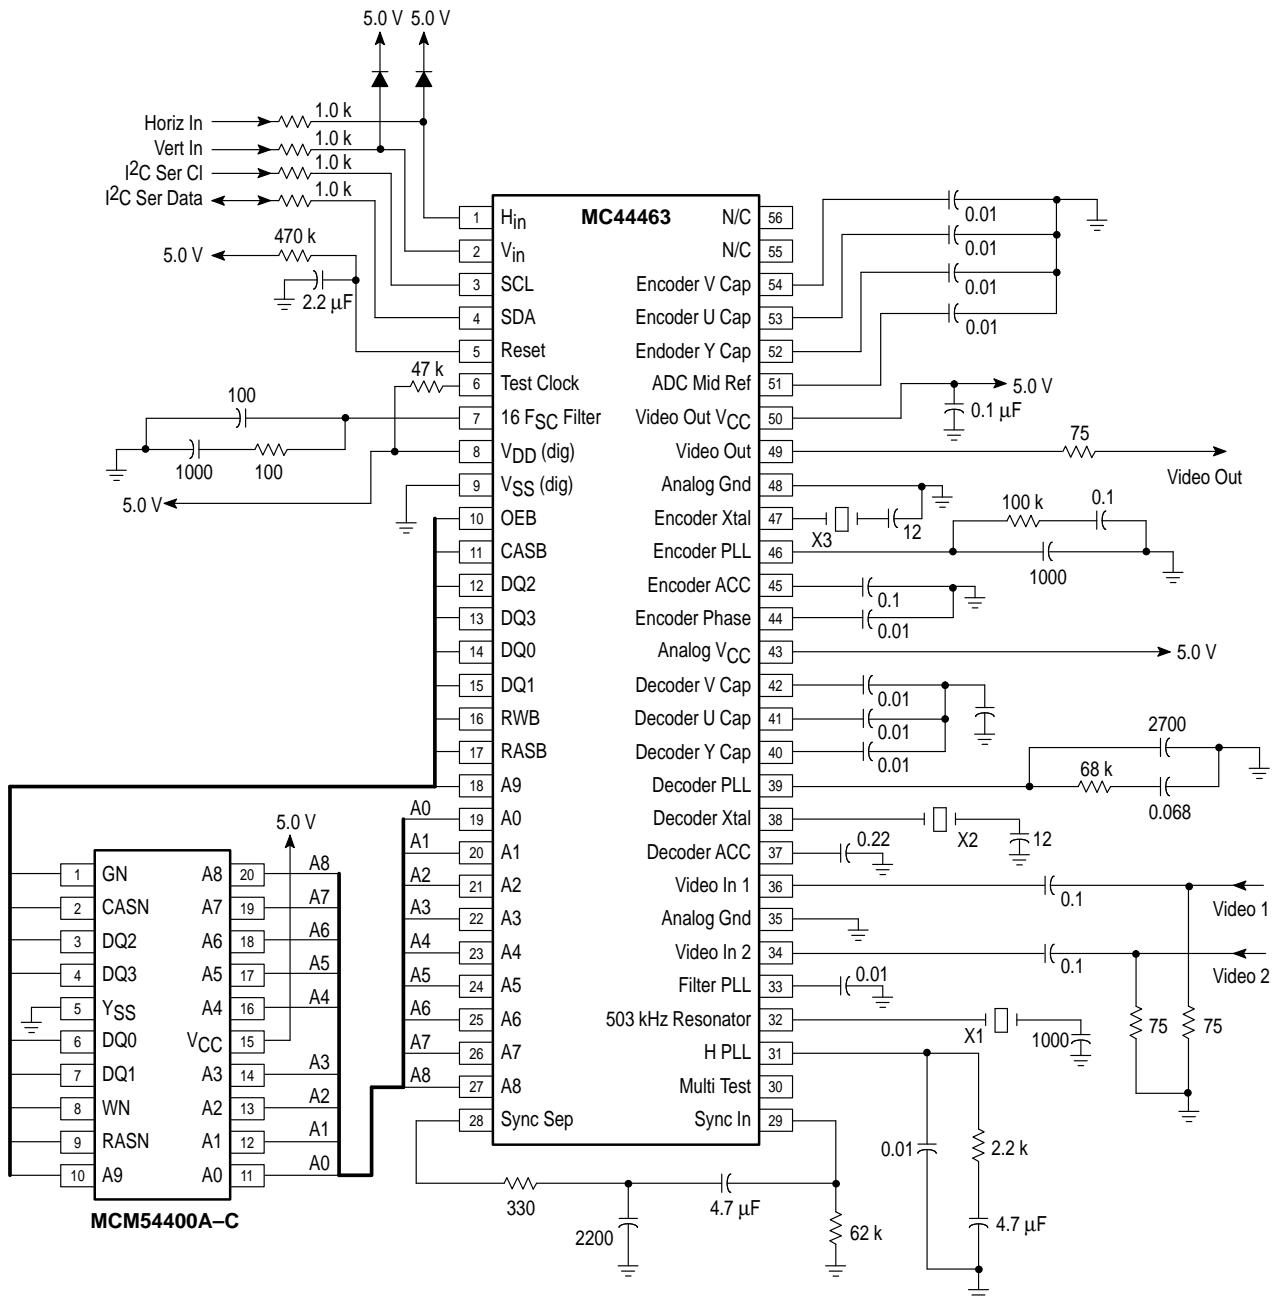 5.0 V 5.0 V
Horiz In 1.0 k
Vert In 1.0 k
I2C Ser Cl 1.0 k
I2C Ser Data 1.0 k
470 k
5.0 V
2.2 µF
47 k
100
1000 100
5.0 V
MC44463
1 Hin
2 Vin
3 SCL
4 SDA
5 Reset
6 Test Clock
7 16 FSC Filter
8 VDD (dig)
9 VSS (dig)
10 OEB
11 CASB
12 DQ2
13 DQ3
14 DQ0
15 DQ1
16 RWB
17 RASB
18 A9
A0 19 A0
A1 20 A1
A2 21 A2
A3 22 A3
A4 23 A4
A5 24 A5
A6 25 A6
A7 26 A7
A8 27 A8
28 Sync Sep
N/C 56
N/C 55
Encoder V Cap 54 0.01
Encoder U Cap 53 0.01
Endoder Y Cap 52 0.01
ADC Mid Ref 51 0.01
Video Out VCC 50 5.0 V
0.1 µF
Video Out 49 75 Video Out
Analog Gnd 48
Encoder Xtal 47 X3 12
100 k 0.1
Encoder PLL 46 1000
Encoder ACC 45 0.1
Encoder Phase 44 0.01
Analog VCC 43 5.0 V
Decoder V Cap 42 0.01
Decoder U Cap 41 0.01
Decoder Y Cap 40 0.01
2700
Decoder PLL 39 68 k 0.068
Decoder Xtal 38 X2 12
Decoder ACC 37 0.22
Video In 1 36 0.1 Video 1
Analog Gnd 35
Video In 2 34 0.1 Video 2
Filter PLL 33 0.01
75 75
503 kHz Resonator 32 X1 1000
H PLL 31
Multi Test 30
Sync In 29
0.01 2.2 k
4.7 µF
330 4.7 µF
2200 62 k
5.0 V
1 GN A8 20 A8
2 CASN A7 19 A7
3 DQ2 A6 18 A6
4 DQ3 A5 17 A5
5 YSS A4 16 A4
6 DQ0 VCC 15
7 DQ1 A3 14 A3
8 WN A2 13 A2
9 RASN A1 12 A1
10 A9 A0 11 A0
MCM54400A–C